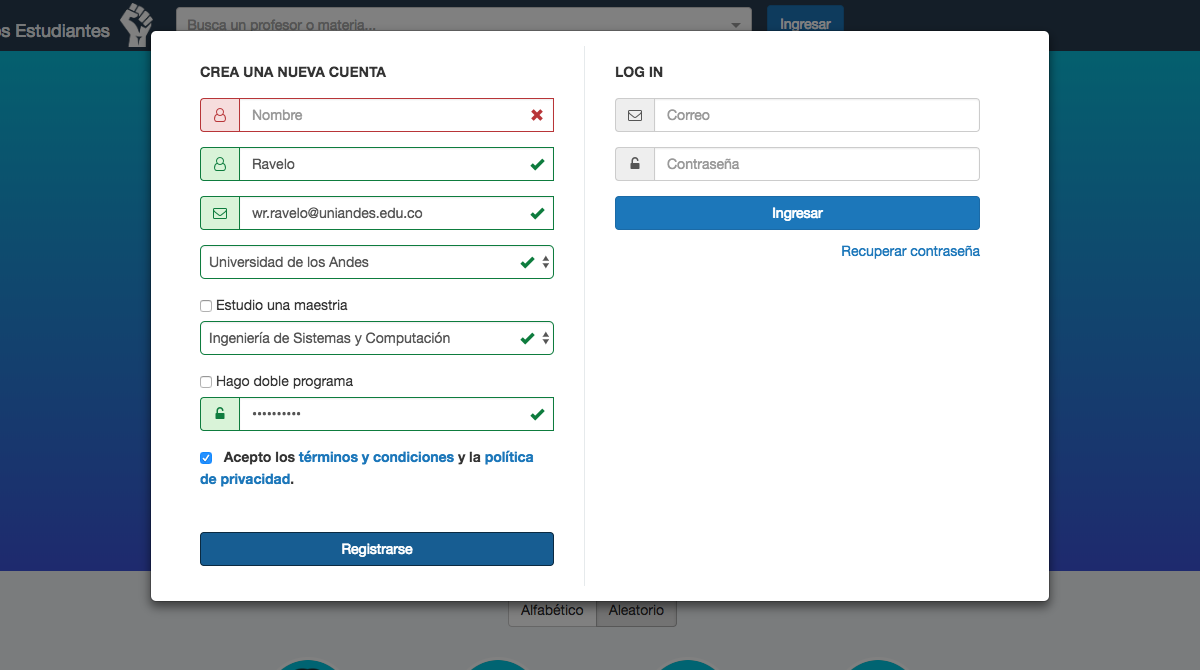 s Estudiantes
Busca un profesor o materia...
Ingresar
CREA UNA NUEVA CUENTA
Nombre
Ravelo
wr.ravelo@uniandes.edu.co
Universidad de los Andes
Estudio una maestria
Ingeniería de Sistemas y Computación
Hago doble programa
••••••••••
Acepto los términos y condiciones y la política
de privacidad.
Registrarse
LOG IN
Correo
Contraseña
Ingresar
Recuperar contraseña
Alfabético
Aleatorio